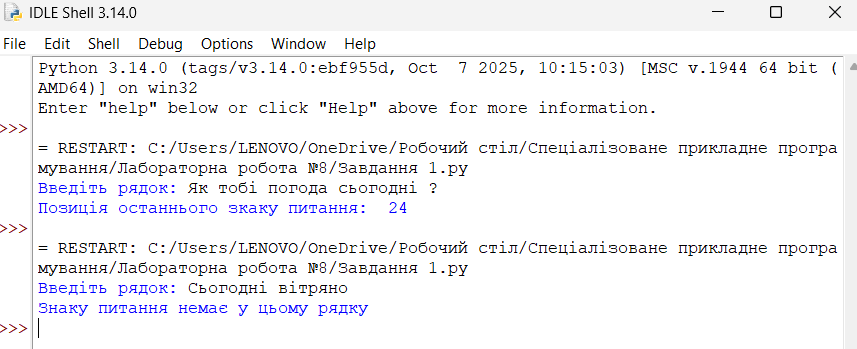 IDLE Shell 3.14.0
File Edit Shell Debug Options Window Help
Python 3.14.0 (tags/v3.14.0:ebf955d, Oct  7 2025, 10:15:03) [MSC v.1944 64 bit (
AMD64)] on win32
Enter "help" below or click "Help" above for more information.
>>>
= RESTART: C:/Users/LENOVO/OneDrive/Робочий стіл/Спеціалізоване прикладне програ
мування/Лабораторна робота №8/Завдання 1.py
Введіть рядок: Як тобі погода сьогодні ?
Позиція останнього знаку питання:  24
>>>
= RESTART: C:/Users/LENOVO/OneDrive/Робочий стіл/Спеціалізоване прикладне програ
мування/Лабораторна робота №8/Завдання 1.py
Введіть рядок: Сьогодні вітряно
Знаку питання немає у цьому рядку
>>>